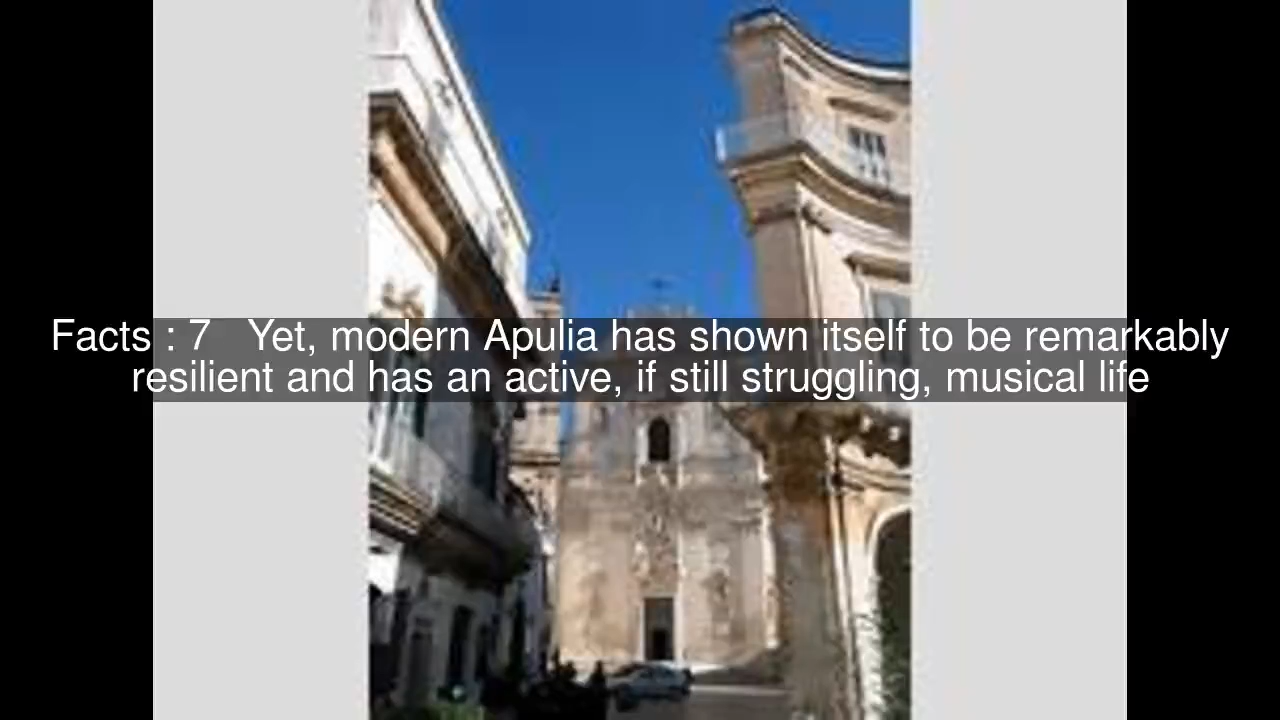 Facts : 7 Yet, modern Apulia has shown itself to be remarkably
resilient and has an active, if still struggling, musical life